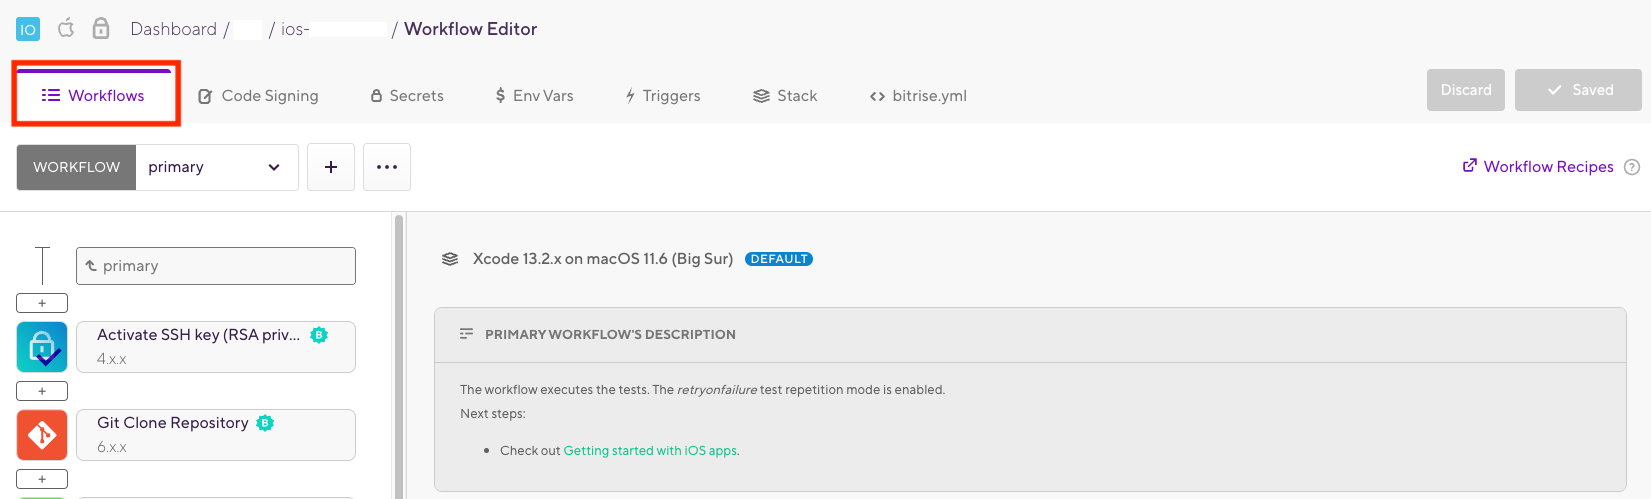 IO Dashboard / / ios- / Workflow Editor
Workflows Code Signing Secrets $ Env Vars Triggers Stack <> bitrise.yml Discard Saved
WORKFLOW primary + ... Workflow Recipes ?
primary
Xcode 13.2.x on macOS 11.6 (Big Sur) DEFAULT
+
Activate SSH key (RSA priv... B
4.x.x
+
Git Clone Repository B
6.x.x
+
PRIMARY WORKFLOW'S DESCRIPTION
The workflow executes the tests. The retryonfailure test repetition mode is enabled.
Next steps:
• Check out Getting started with iOS apps.